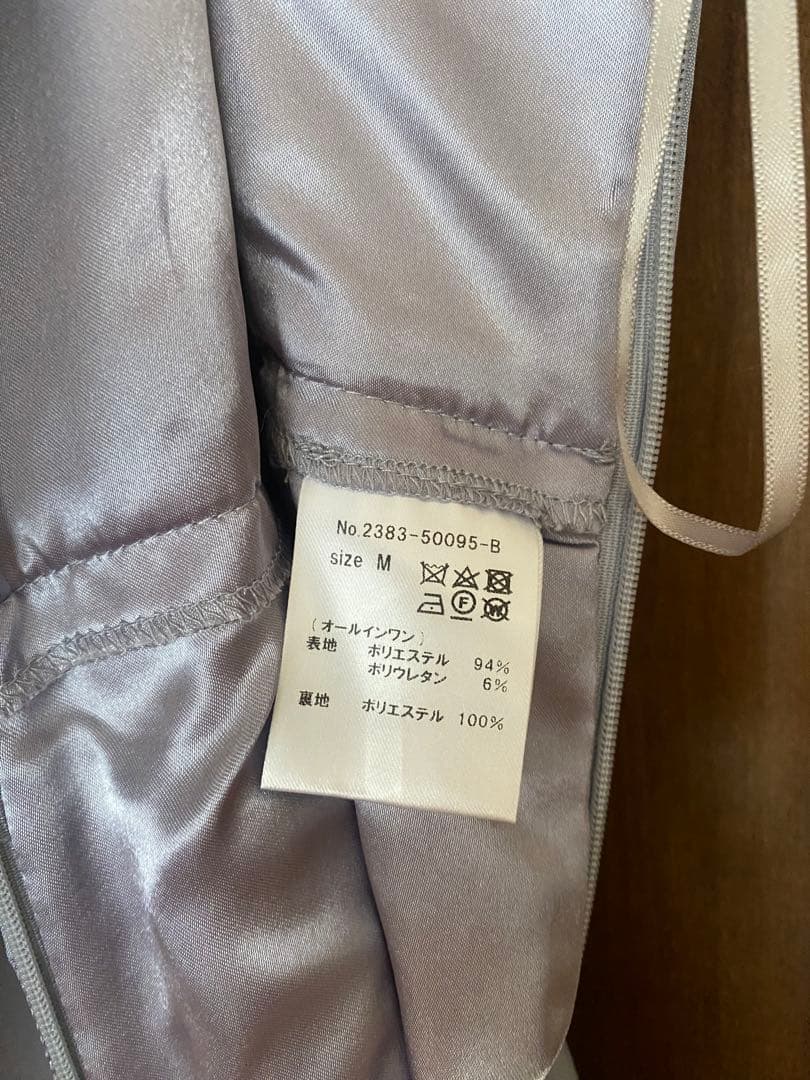 No.2383-50095-B
size M
F W
(オールインワン)
表地 ポリエステル 94%
ポリウレタン 6%
裏地 ポリエステル 100%